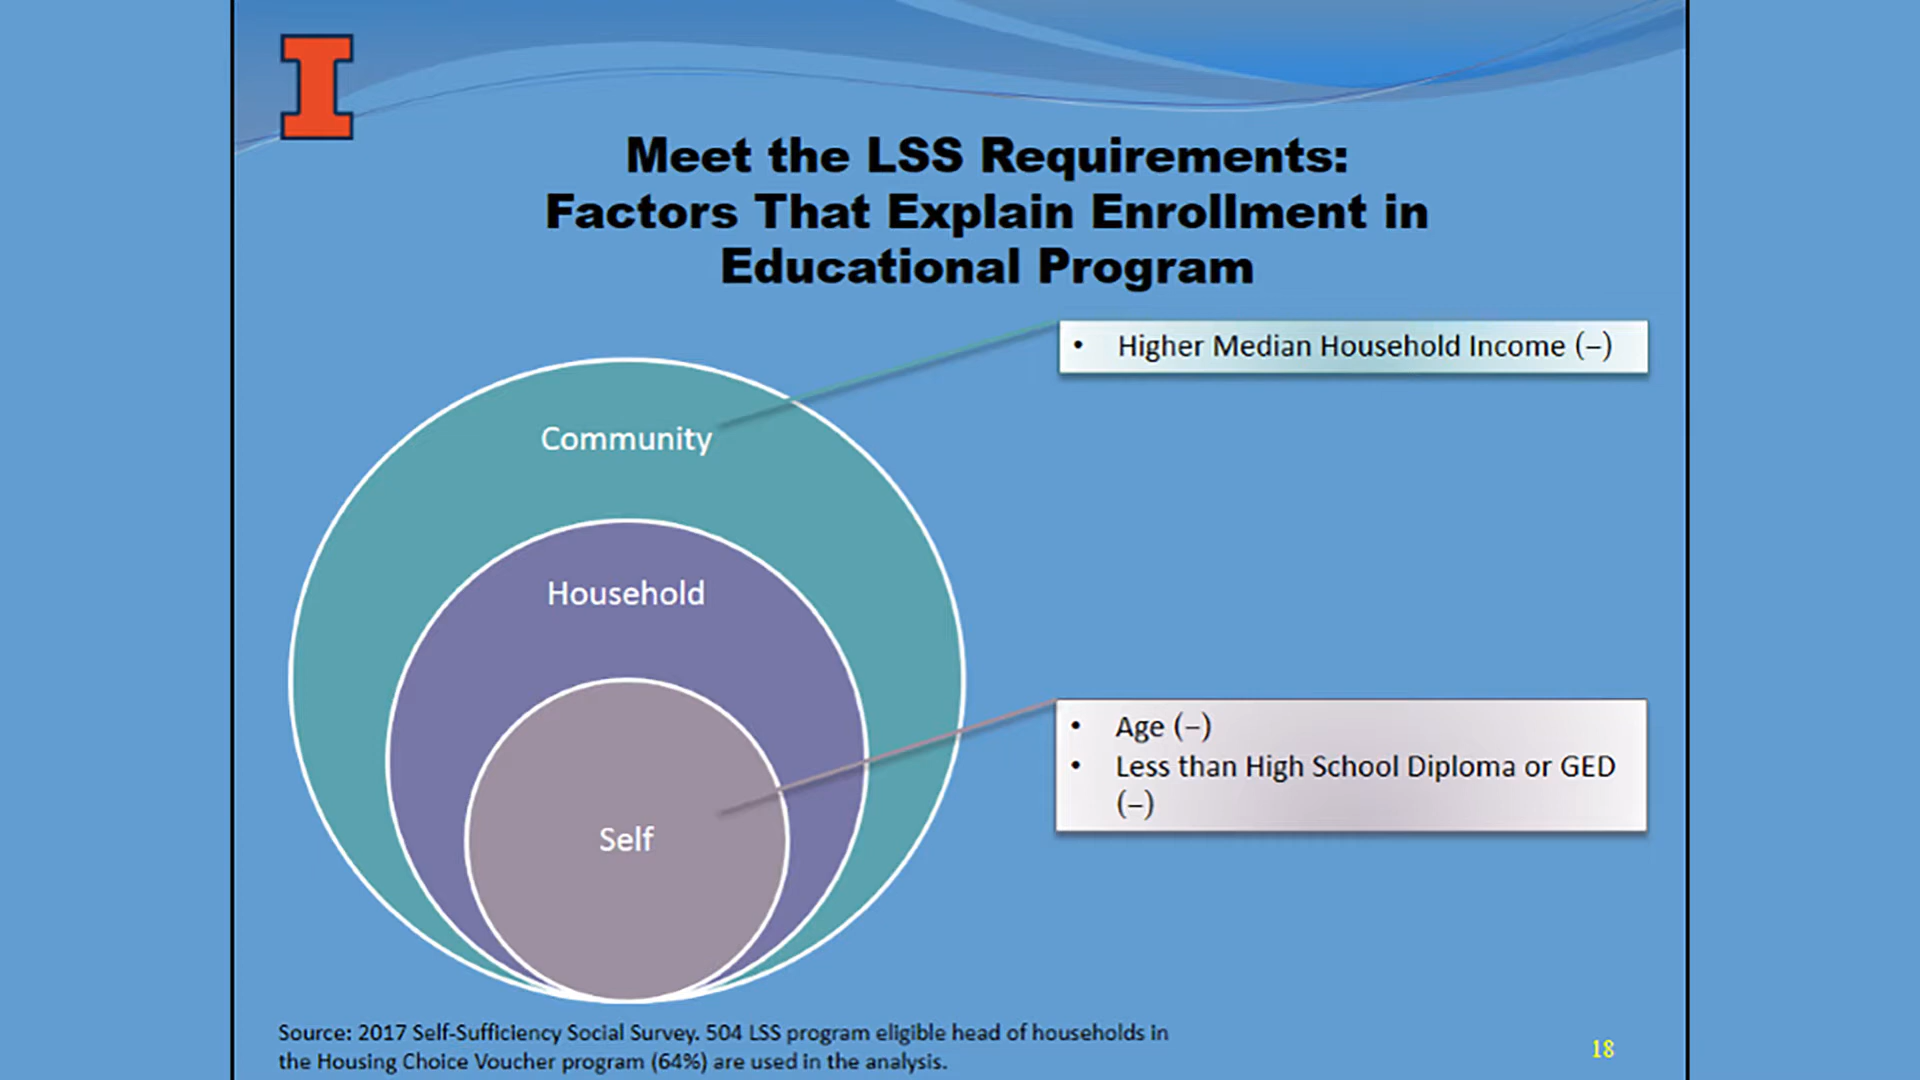 I
Meet the LSS Requirements:
Factors That Explain Enrollment in
Educational Program
• Higher Median Household Income (–)
Community
Household
Self
• Age (–)
• Less than High School Diploma or GED
(–)
Source: 2017 Self-Sufficiency Social Survey. 504 LSS program eligible head of households in
the Housing Choice Voucher program (64%) are used in the analysis.
18